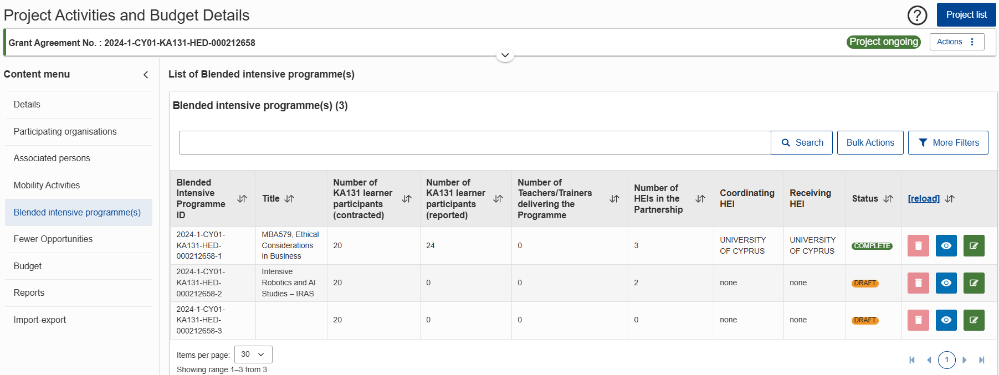 Project Activities and Budget Details
Project list
Grant Agreement No. : 2024-1-CY01-KA131-HED-000212658
Project ongoing
Actions
Content menu
Details
Participating organisations
Associated persons
Mobility Activities
Blended intensive programme(s)
Fewer Opportunities
Budget
Reports
Import-export
List of Blended intensive programme(s)
Blended intensive programme(s) (3)
Search
Bulk Actions
More Filters
Blended
Intensive
Programme
ID
Title
Number of
KA131 learner
participants
(contracted)
Number of
KA131 learner
participants
(reported)
Number of
Teachers/Trainers
delivering the
Programme
Number of
HEIs in the
Partnership
Coordinating
HEI
Receiving
HEI
Status
[reload]
2024-1-CY01-
KA131-HED-
000212658-1
MBA579, Ethical
Considerations
in Business
20
24
0
3
UNIVERSITY
OF CYPRUS
UNIVERSITY
OF CYPRUS
COMPLETE
2024-1-CY01-
KA131-HED-
000212658-2
Intensive
Robotics and AI
Studies – IRAS
20
0
0
2
none
none
DRAFT
2024-1-CY01-
KA131-HED-
000212658-3
20
0
0
0
none
none
DRAFT
Items per page:
30
Showing range 1–3 from 3
1